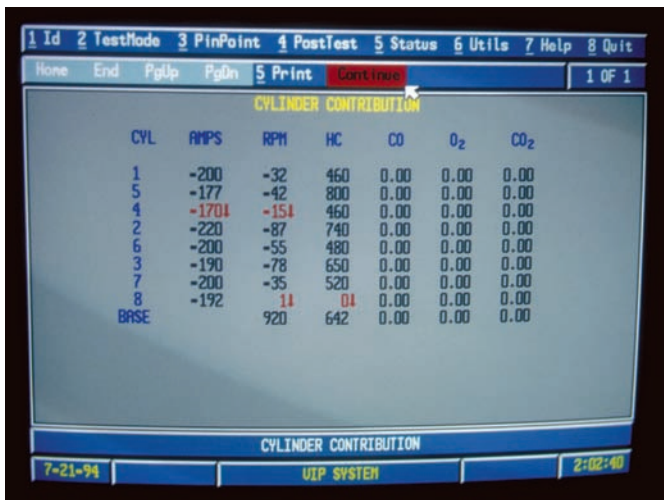 1 Id 2 TestMode 3 PinPoint 4 PostTest 5 Status 6 Utils 7 Help 8 Quit
Home End PgUp PgDn 5 Print Continue 1 OF 1
CYLINDER CONTRIBUTION
CYL AMPS RPM HC CO O₂ CO₂
1 -200 -32 460 0.00 0.00 0.00
5 -177 -42 800 0.00 0.00 0.00
4 -170↓ -15↓ 460 0.00 0.00 0.00
2 -220 -87 740 0.00 0.00 0.00
6 -200 -55 480 0.00 0.00 0.00
3 -190 -78 650 0.00 0.00 0.00
7 -200 -35 520 0.00 0.00 0.00
8 -192 1↓ 0↓ 0.00 0.00 0.00
BASE 920 642 0.00 0.00 0.00
CYLINDER CONTRIBUTION
7-21-94 VIP SYSTEM 2:02:40